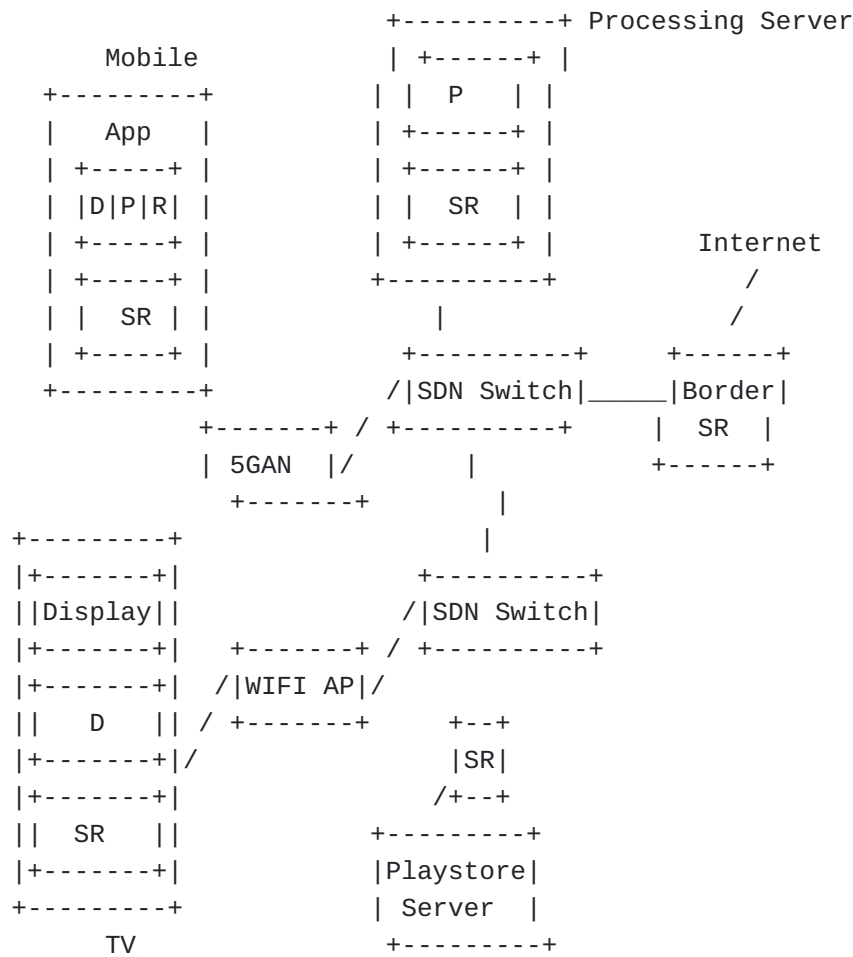 +----------+ Processing Server
Mobile | +------+ |
+---------+ | | P | |
| App | | +------+ |
| +-----+ | | +------+ |
| |D|P|R| | | | SR | |
| +-----+ | | +------+ | Internet
| +-----+ | +----------+ /
| | SR | | | /
| +-----+ | +----------+ +------+
+---------+ /|SDN Switch|_____|Border|
+-------+ / +----------+ | SR |
| 5GAN |/ | +------+
+-------+ |
+---------+ |
|+-------+| +----------+
||Display|| /|SDN Switch|
|+-------+| +-------+ / +----------+
|+-------+| /|WIFI AP|/
|| D || / +-------+ +--+
|+-------+|/ |SR|
|+-------+| /+--+
|| SR || +---------+
|+-------+| |Playstore|
+---------+ | Server |
TV +---------+